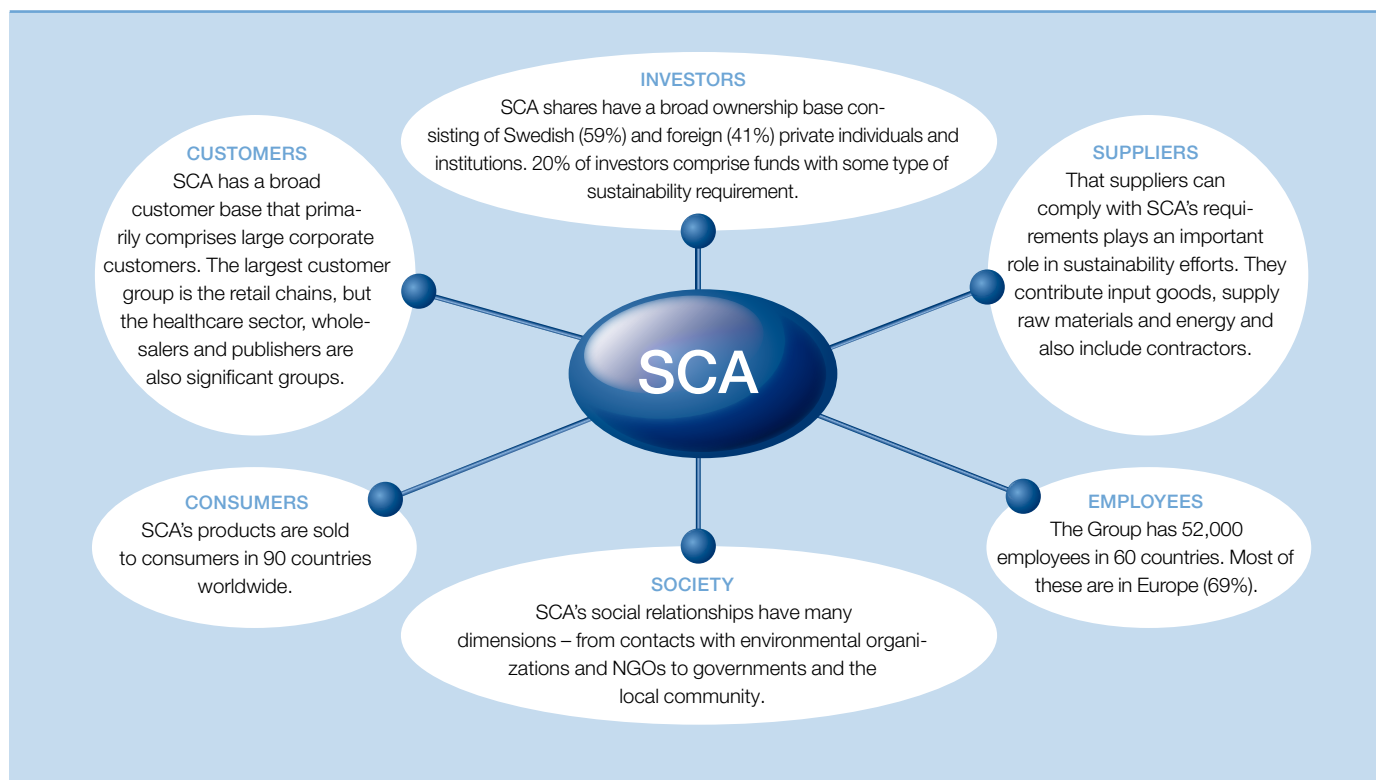 INVESTORS
SCA shares have a broad ownership base con-
sisting of Swedish (59%) and foreign (41%) private individuals and
institutions. 20% of investors comprise funds with some type of
sustainability requirement.
CUSTOMERS
SCA has a broad
customer base that prima-
rily comprises large corporate
customers. The largest customer
group is the retail chains, but
the healthcare sector, whole-
salers and publishers are
also significant groups.
SUPPLIERS
That suppliers can
comply with SCA's requi-
rements plays an important
role in sustainability efforts. They
contribute input goods, supply
raw materials and energy and
also include contractors.
SCA
CONSUMERS
SCA's products are sold
to consumers in 90 countries
worldwide.
SOCIETY
SCA's social relationships have many
dimensions – from contacts with environmental organi-
zations and NGOs to governments and the
local community.
EMPLOYEES
The Group has 52,000
employees in 60 countries. Most of
these are in Europe (69%).